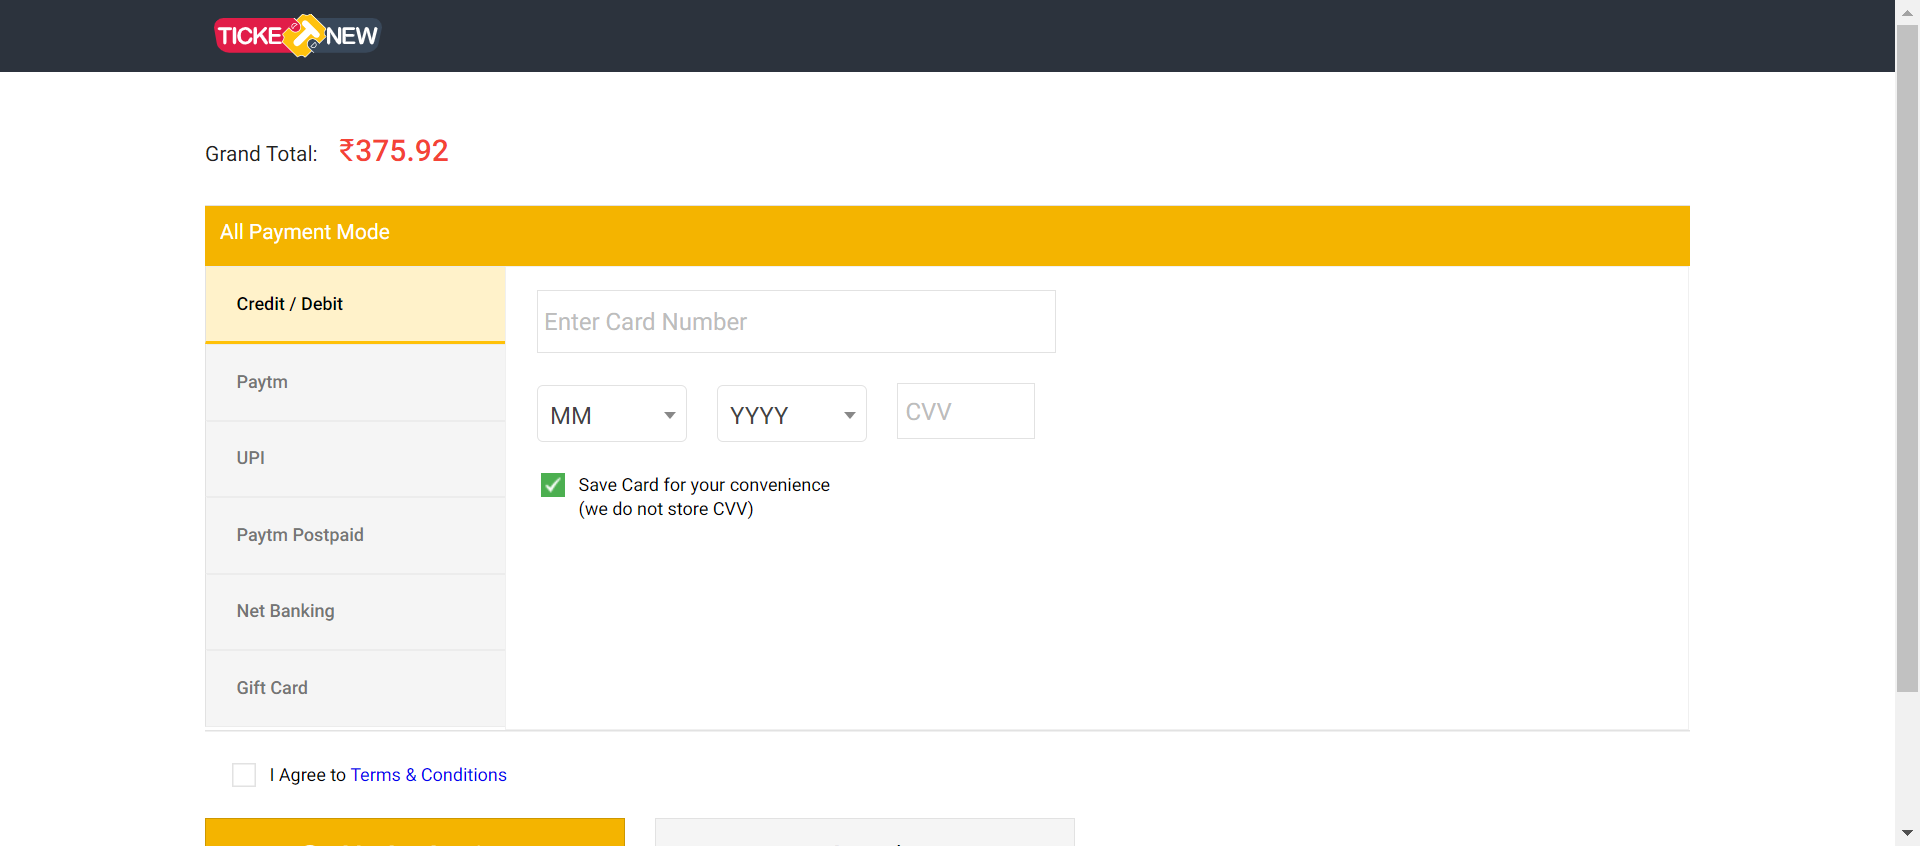 TICKETNEW
Grand Total: ₹375.92
All Payment Mode
Credit / Debit
Enter Card Number
MM YYYY CVV
Save Card for your convenience
(we do not store CVV)
Paytm
UPI
Paytm Postpaid
Net Banking
Gift Card
I Agree to Terms & Conditions